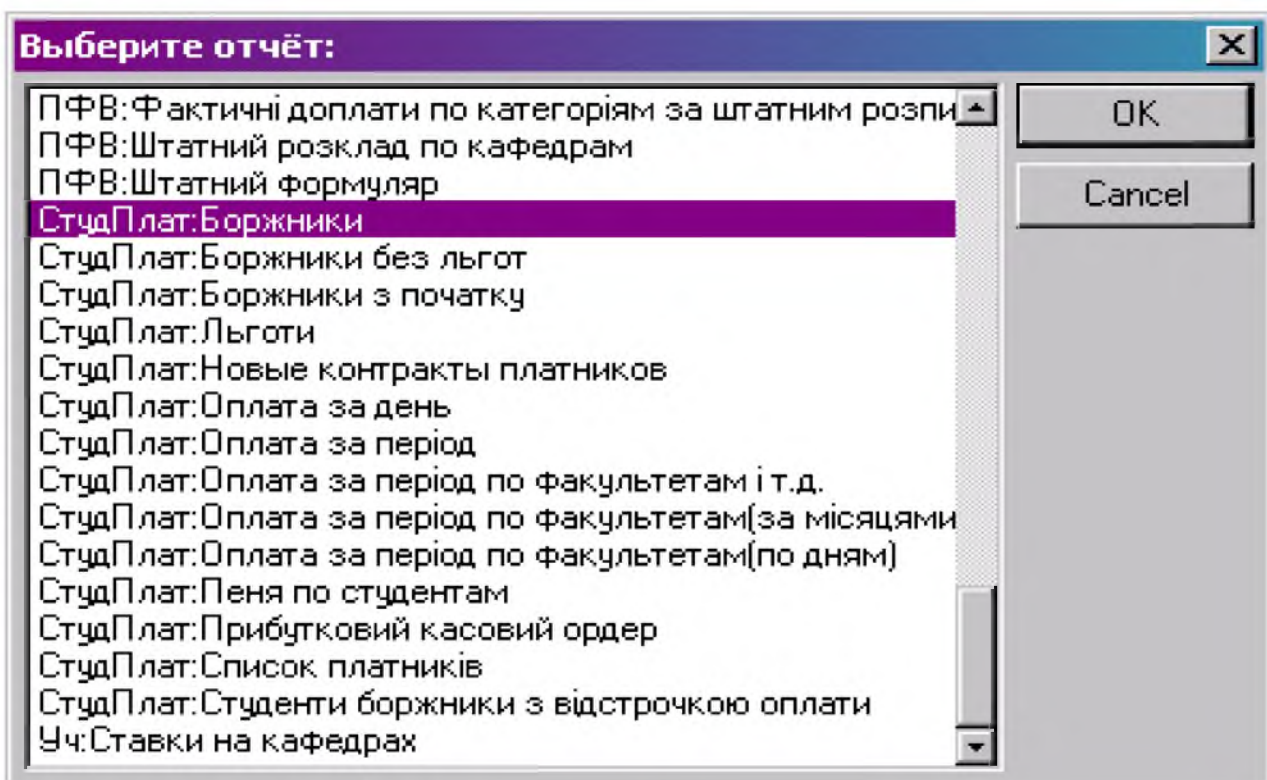 Выберите отчёт:
ПФВ:Фактичні доплати по категоріям за штатним розпи
ПФВ:Штатний розклад по кафедрам
ПФВ:Штатний формуляр
СтудПлат:Боржники
СтудПлат:Боржники без льгот
СтудПлат:Боржники з початку
СтудПлат:Льготи
СтудПлат:Новые контракты платников
СтудПлат:Оплата за день
СтудПлат:Оплата за період
СтудПлат:Оплата за період по факультетам і т.д.
СтудПлат:Оплата за період по факультетам(за місяцями
СтудПлат:Оплата за період по факультетам(по дням)
СтудПлат:Пеня по студентам
СтудПлат:Прибутковий касовий ордер
СтудПлат:Список платників
СтудПлат:Студенти боржники з відстрочкою оплати
Уч:Ставки на кафедрах
OK
Cancel